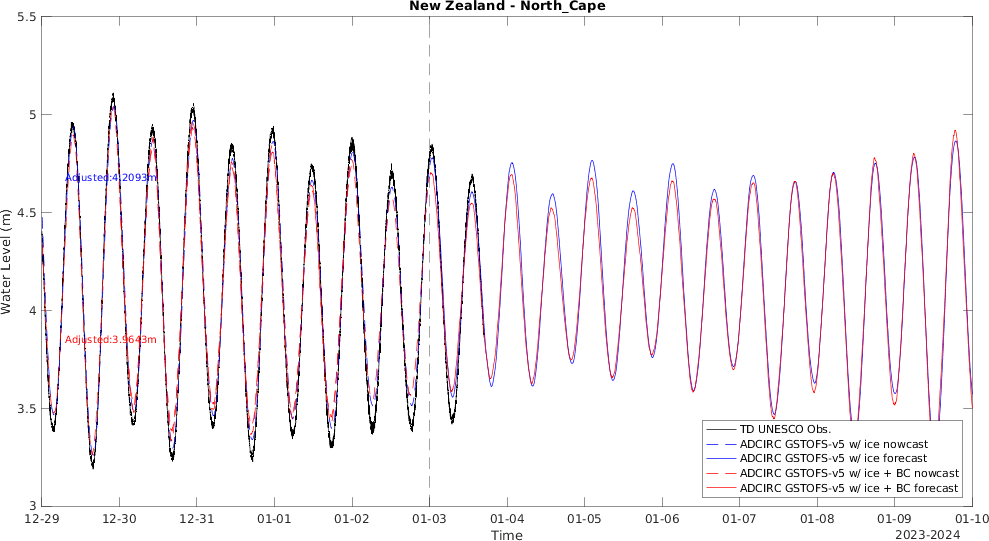 New Zealand - North_Cape
5.5
5
4.5
4
3.5
3
Water Level (m)
Adjusted:4.2093m
Adjusted:3.9643m
TD UNESCO Obs.
ADCIRC GSTOFS-v5 w/ ice nowcast
ADCIRC GSTOFS-v5 w/ ice forecast
ADCIRC GSTOFS-v5 w/ ice + BC nowcast
ADCIRC GSTOFS-v5 w/ ice + BC forecast
12-29 12-30 12-31 01-01 01-02 01-03 01-04 01-05 01-06 01-07 01-08 01-09 01-10
Time
2023-2024